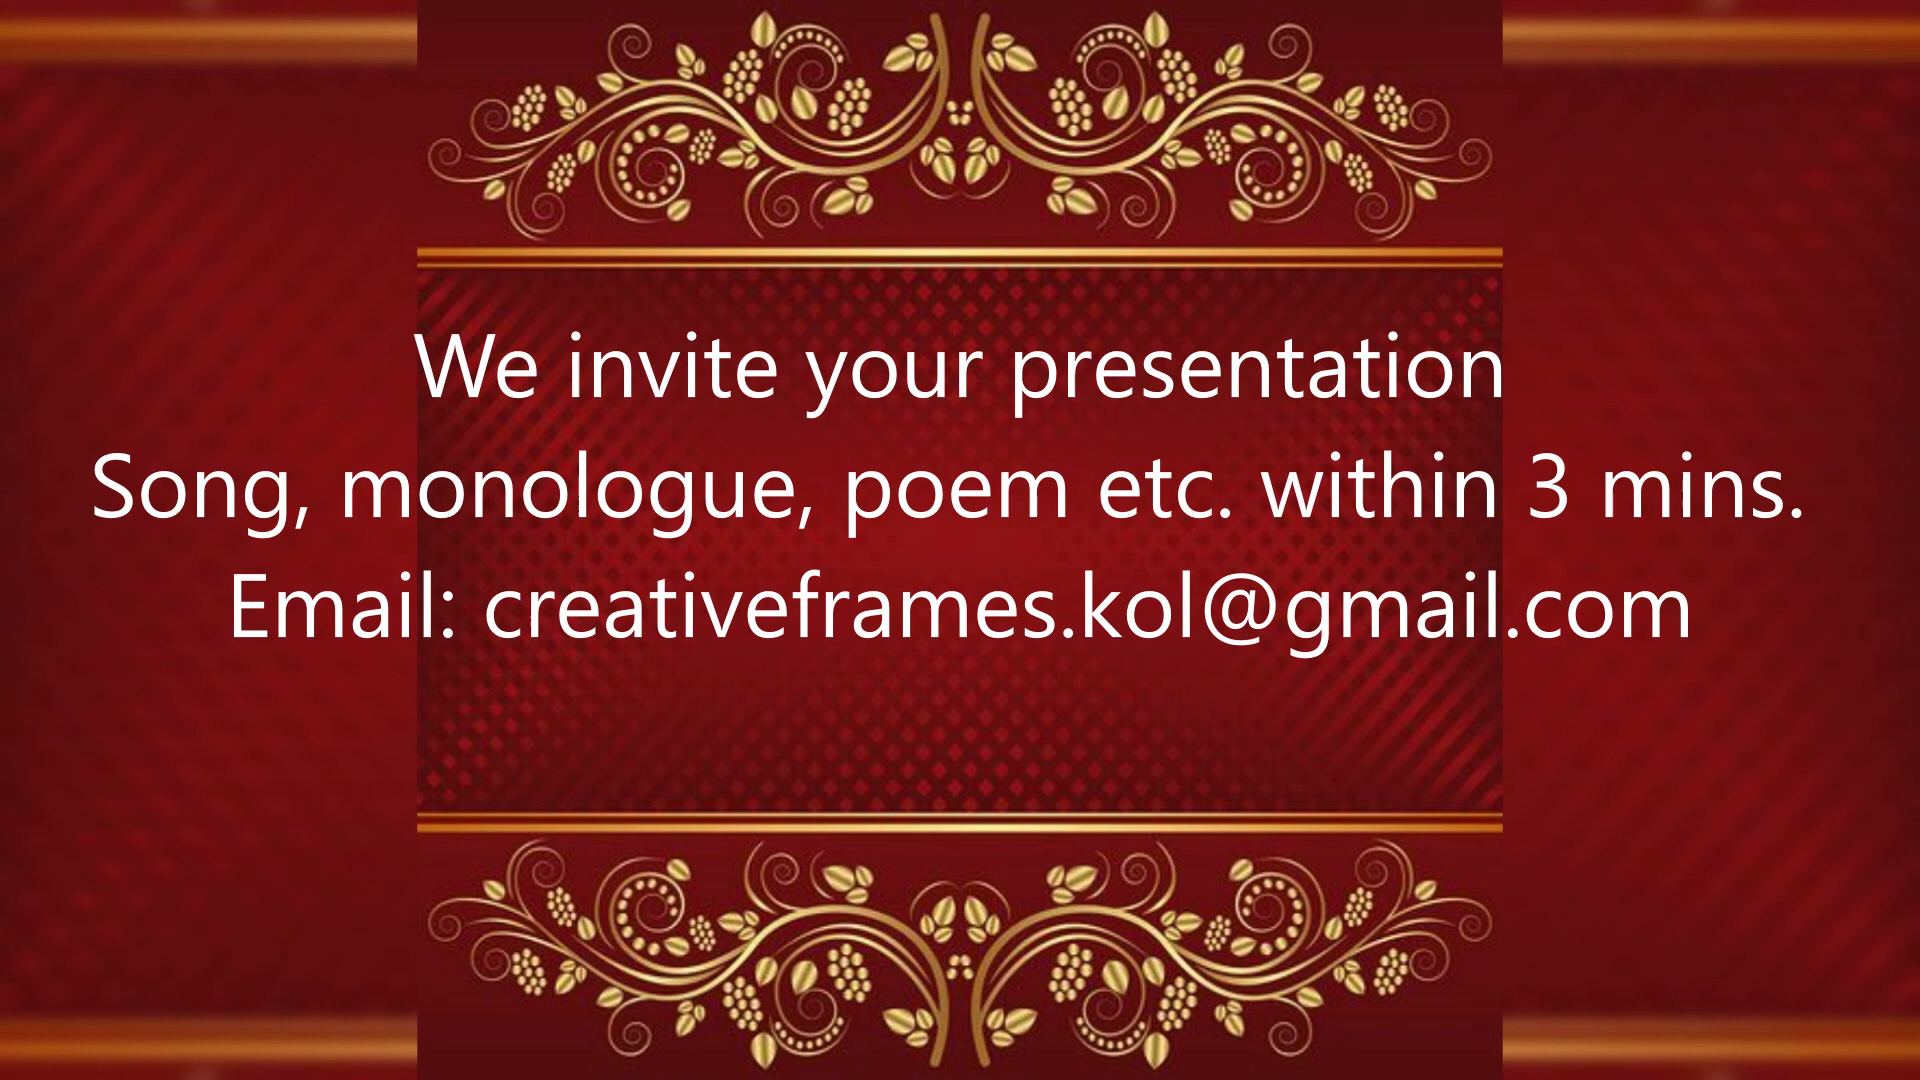 We invite your presentation
Song, monologue, poem etc. within 3 mins.
Email: creativeframes.kol@gmail.com